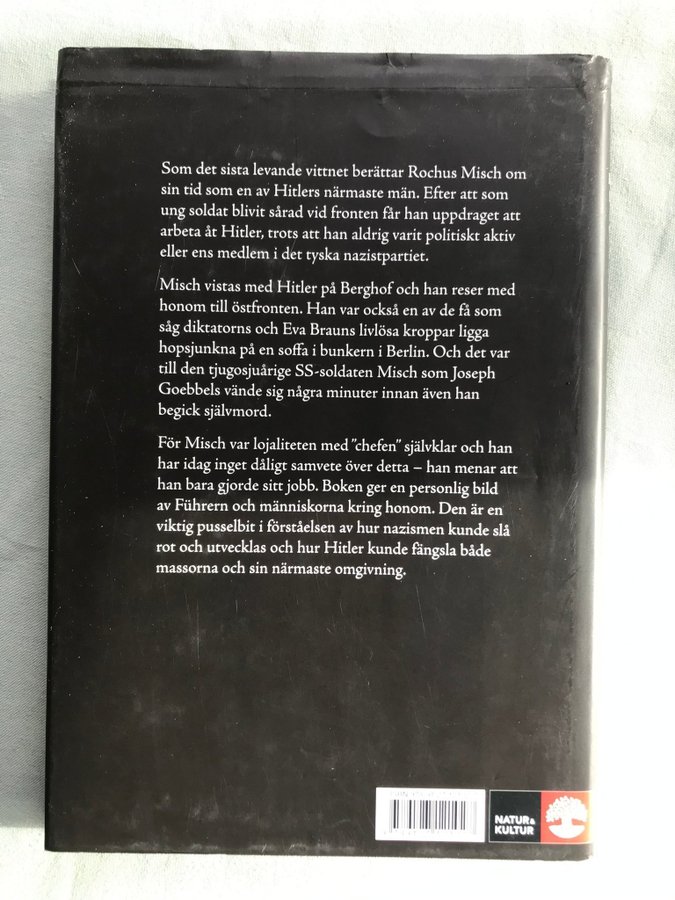 Som det sista levande vittnet berättar Rochus Misch om
sin tid som en av Hitlers närmaste män. Efter att som
ung soldat blivit sårad vid fronten får han uppdraget att
arbeta åt Hitler, trots att han aldrig varit politiskt aktiv
eller ens medlem i det tyska nazistpartiet.
Misch vistas med Hitler på Berghof och han reser med
honom till östfronten. Han var också en av de få som
såg diktatorns och Eva Brauns livlösa kroppar ligga
hopsjunkna på en soffa i bunkern i Berlin. Och det var
till den tjugosjuårige SS-soldaten Misch som Joseph
Goebbels vände sig några minuter innan även han
begick självmord.
För Misch var lojaliteten med ”chefen” självklar och han
har idag inget dåligt samvete över detta – han menar att
han bara gjorde sitt jobb. Boken ger en personlig bild
av Führern och människorna kring honom. Den är en
viktig pusselbit i förståelsen av hur nazismen kunde slå
rot och utvecklas och hur Hitler kunde fängsla både
massorna och sin närmaste omgivning.
NATUR &
KULTUR